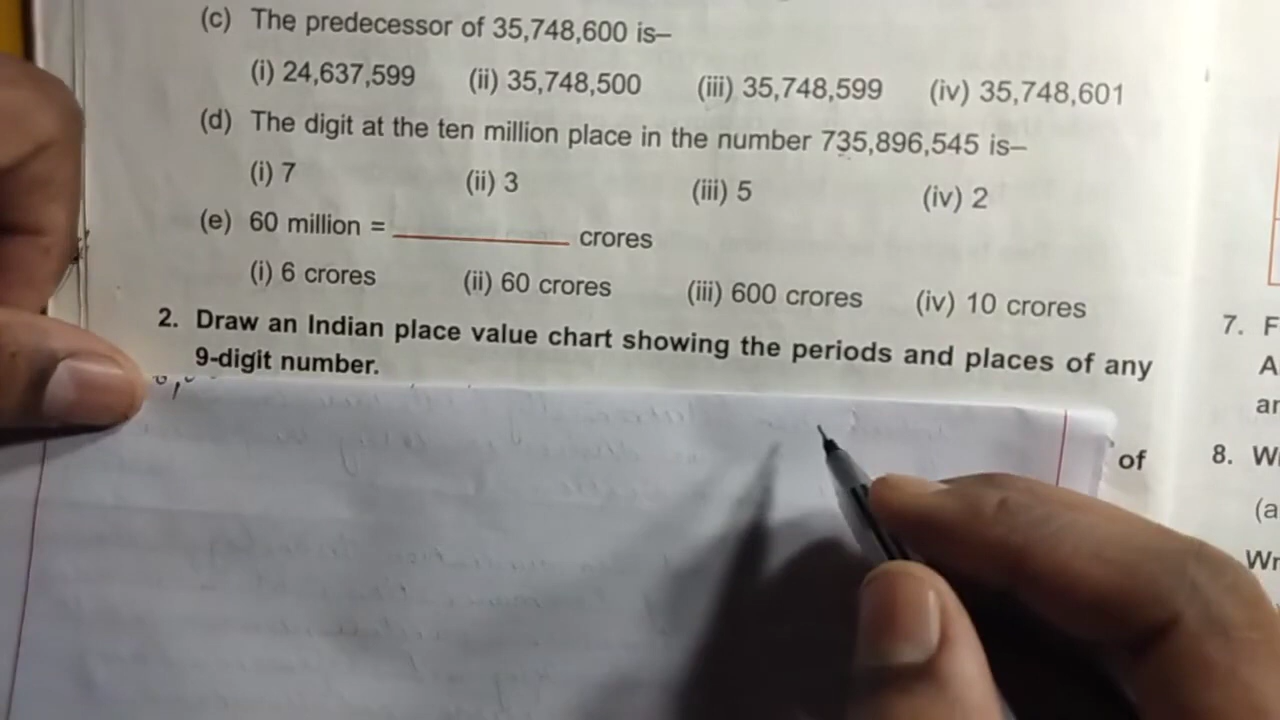 (c) The predecessor of 35,748,600 is–
(i) 24,637,599 (ii) 35,748,500 (iii) 35,748,599 (iv) 35,748,601
(d) The digit at the ten million place in the number 735,896,545 is–
(i) 7 (ii) 3 (iii) 5 (iv) 2
(e) 60 million = ____________ crores
(i) 6 crores (ii) 60 crores (iii) 600 crores (iv) 10 crores
2. Draw an Indian place value chart showing the periods and places of any
9-digit number.
of
7. F
A
ar
8. W
(a
Wr